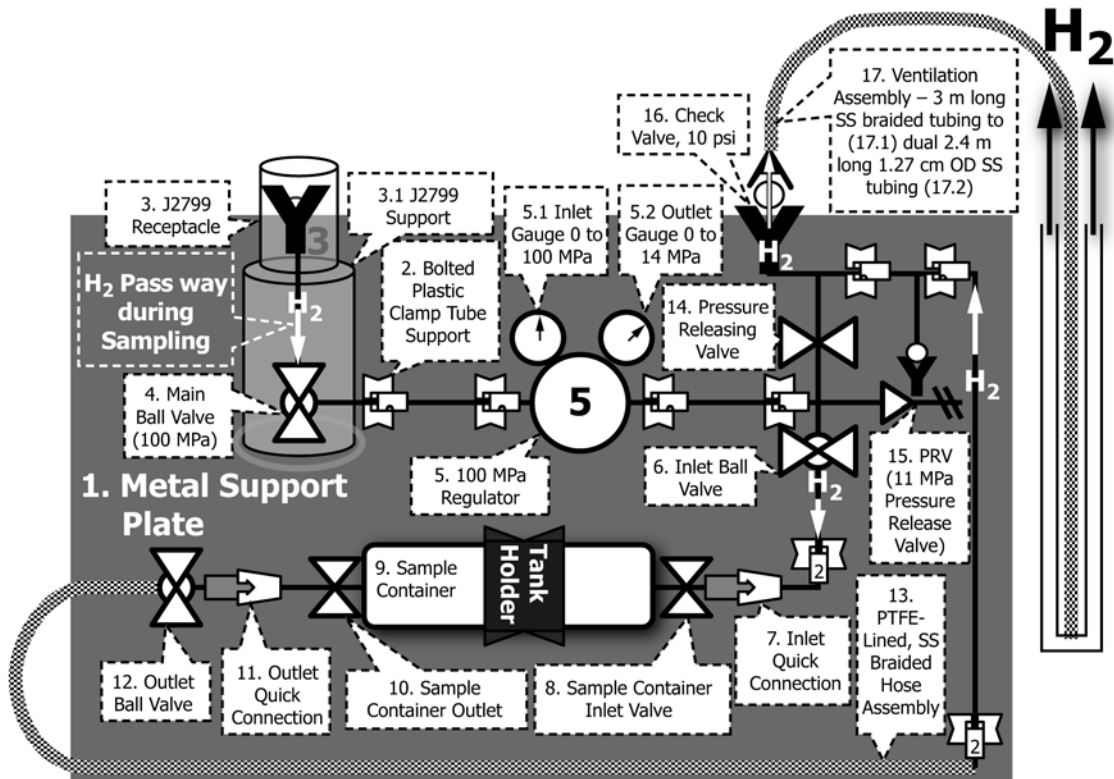 H2
17. Ventilation
Assembly – 3 m long
SS braided tubing to
(17.1) dual 2.4 m
long 1.27 cm OD SS
tubing (17.2)
16. Check
Valve, 10 psi
3. J2799
Receptacle
3
3.1 J2799
Support
5.1 Inlet
Gauge 0 to
100 MPa
5.2 Outlet
Gauge 0 to
14 MPa
H2
H2 Pass way
during
Sampling
H2
2. Bolted
Plastic
Clamp Tube
Support
14. Pressure
Releasing
Valve
H2
4. Main
Ball Valve
(100 MPa)
5
5. 100 MPa
Regulator
6. Inlet Ball
Valve
H2
15. PRV
(11 MPa
Pressure
Release
Valve)
1. Metal Support
Plate
9. Sample
Container
Tank
Holder
2
12. Outlet
Ball Valve
11. Outlet
Quick
Connection
10. Sample
Container Outlet
8. Sample Container
Inlet Valve
7. Inlet
Quick
Connection
13.
PTFE-
Lined, SS
Braided
Hose
Assembly
2